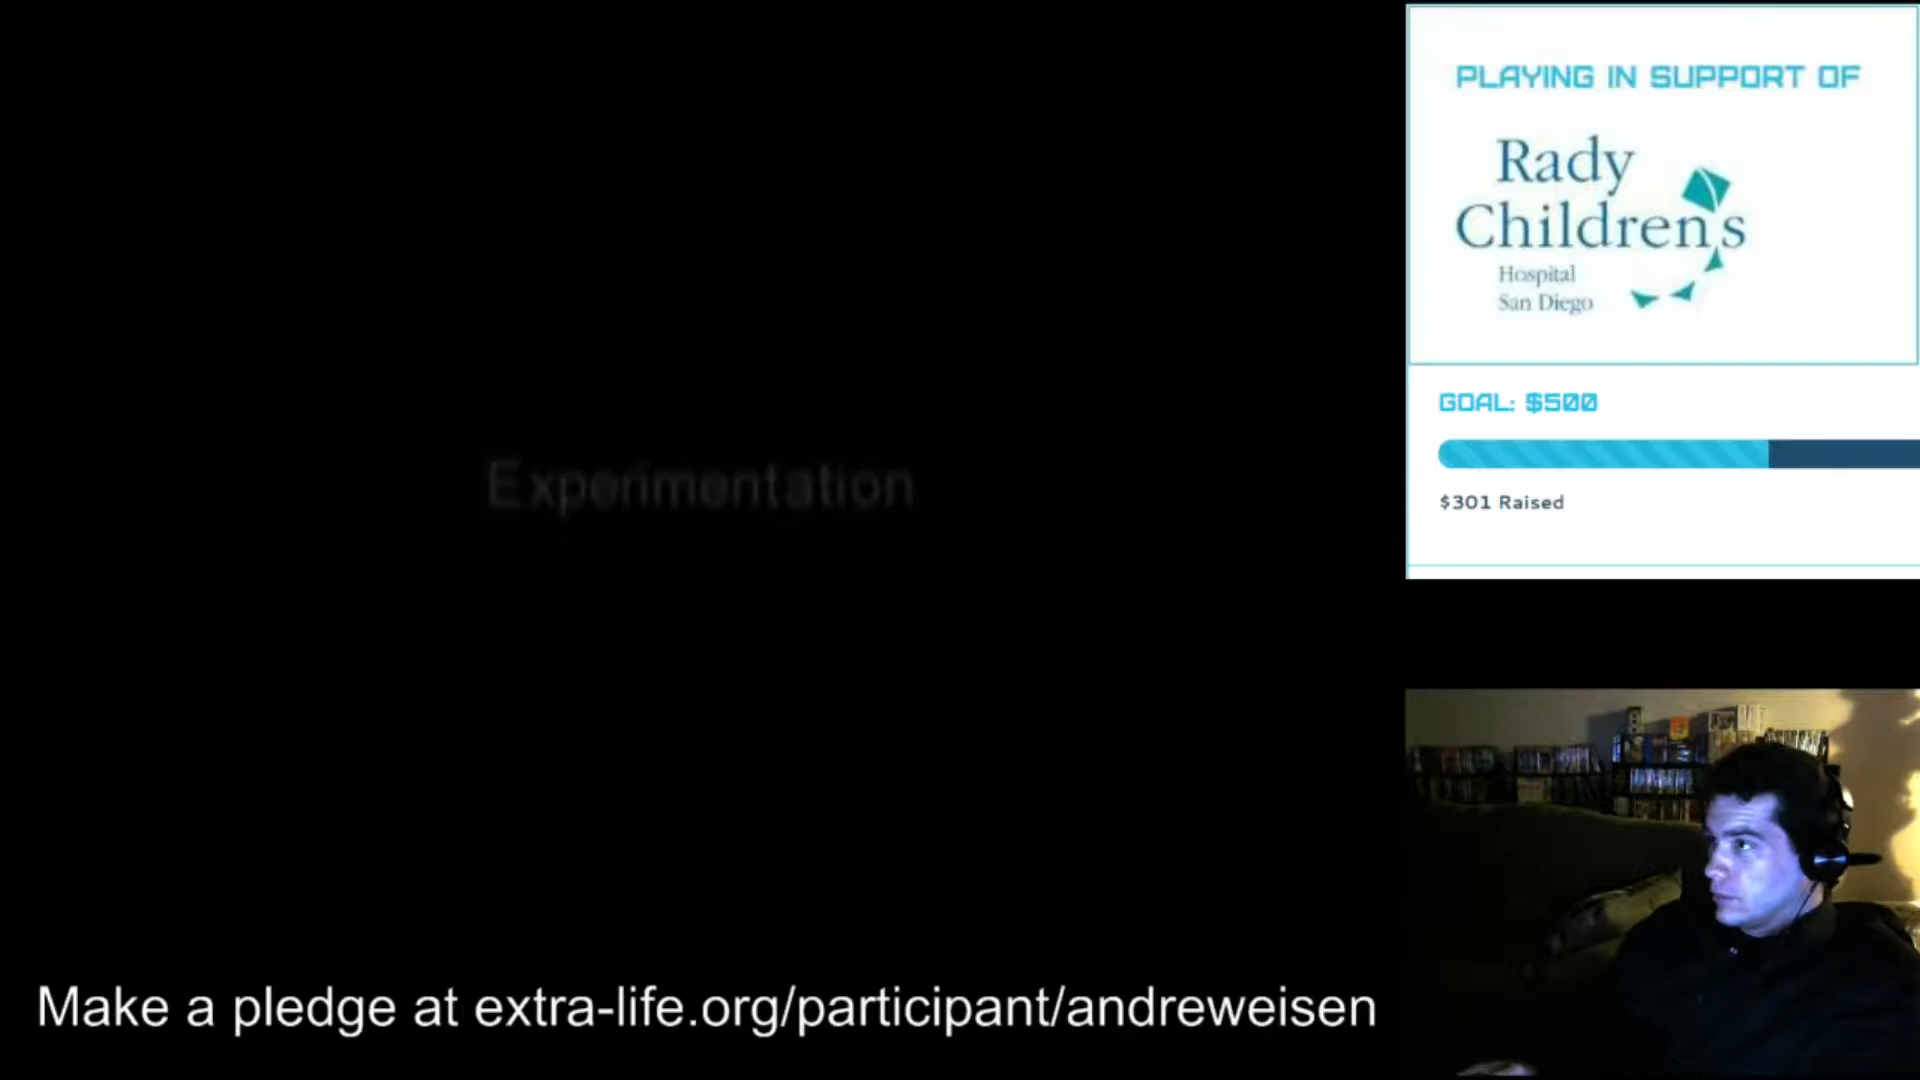 PLAYING IN SUPPORT OF
Rady
Children's
Hospital
San Diego
GOAL: $500
$301 Raised
Experimentation
Make a pledge at extra-life.org/participant/andreweisen